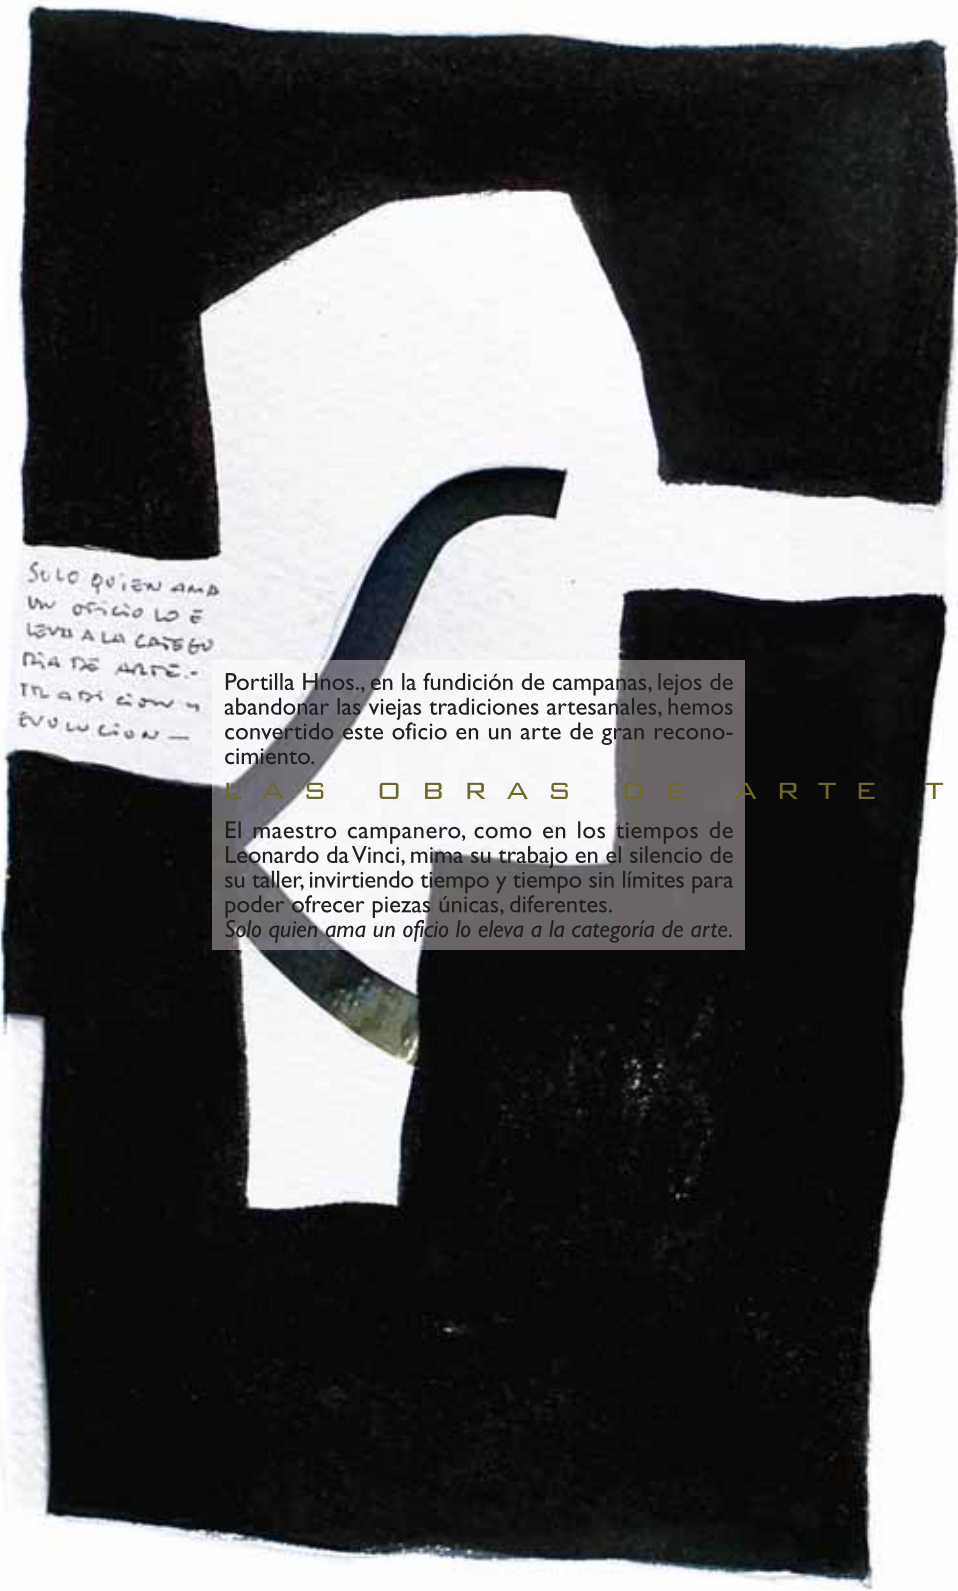 SOLO QUIEN AMA
UN OFICIO LO E
LEVA A LA CATEGO
RIA DE ARTE.-
TRADICION Y
EVOLUCION —
Portilla Hnos., en la fundición de campanas, lejos de
abandonar las viejas tradiciones artesanales, hemos
convertido este oficio en un arte de gran recono-
cimiento.
LAS OBRAS DE ARTE T
El maestro campanero, como en los tiempos de
Leonardo da Vinci, mima su trabajo en el silencio de
su taller, invirtiendo tiempo y tiempo sin límites para
poder ofrecer piezas únicas, diferentes.
Solo quien ama un oficio lo eleva a la categoría de arte.